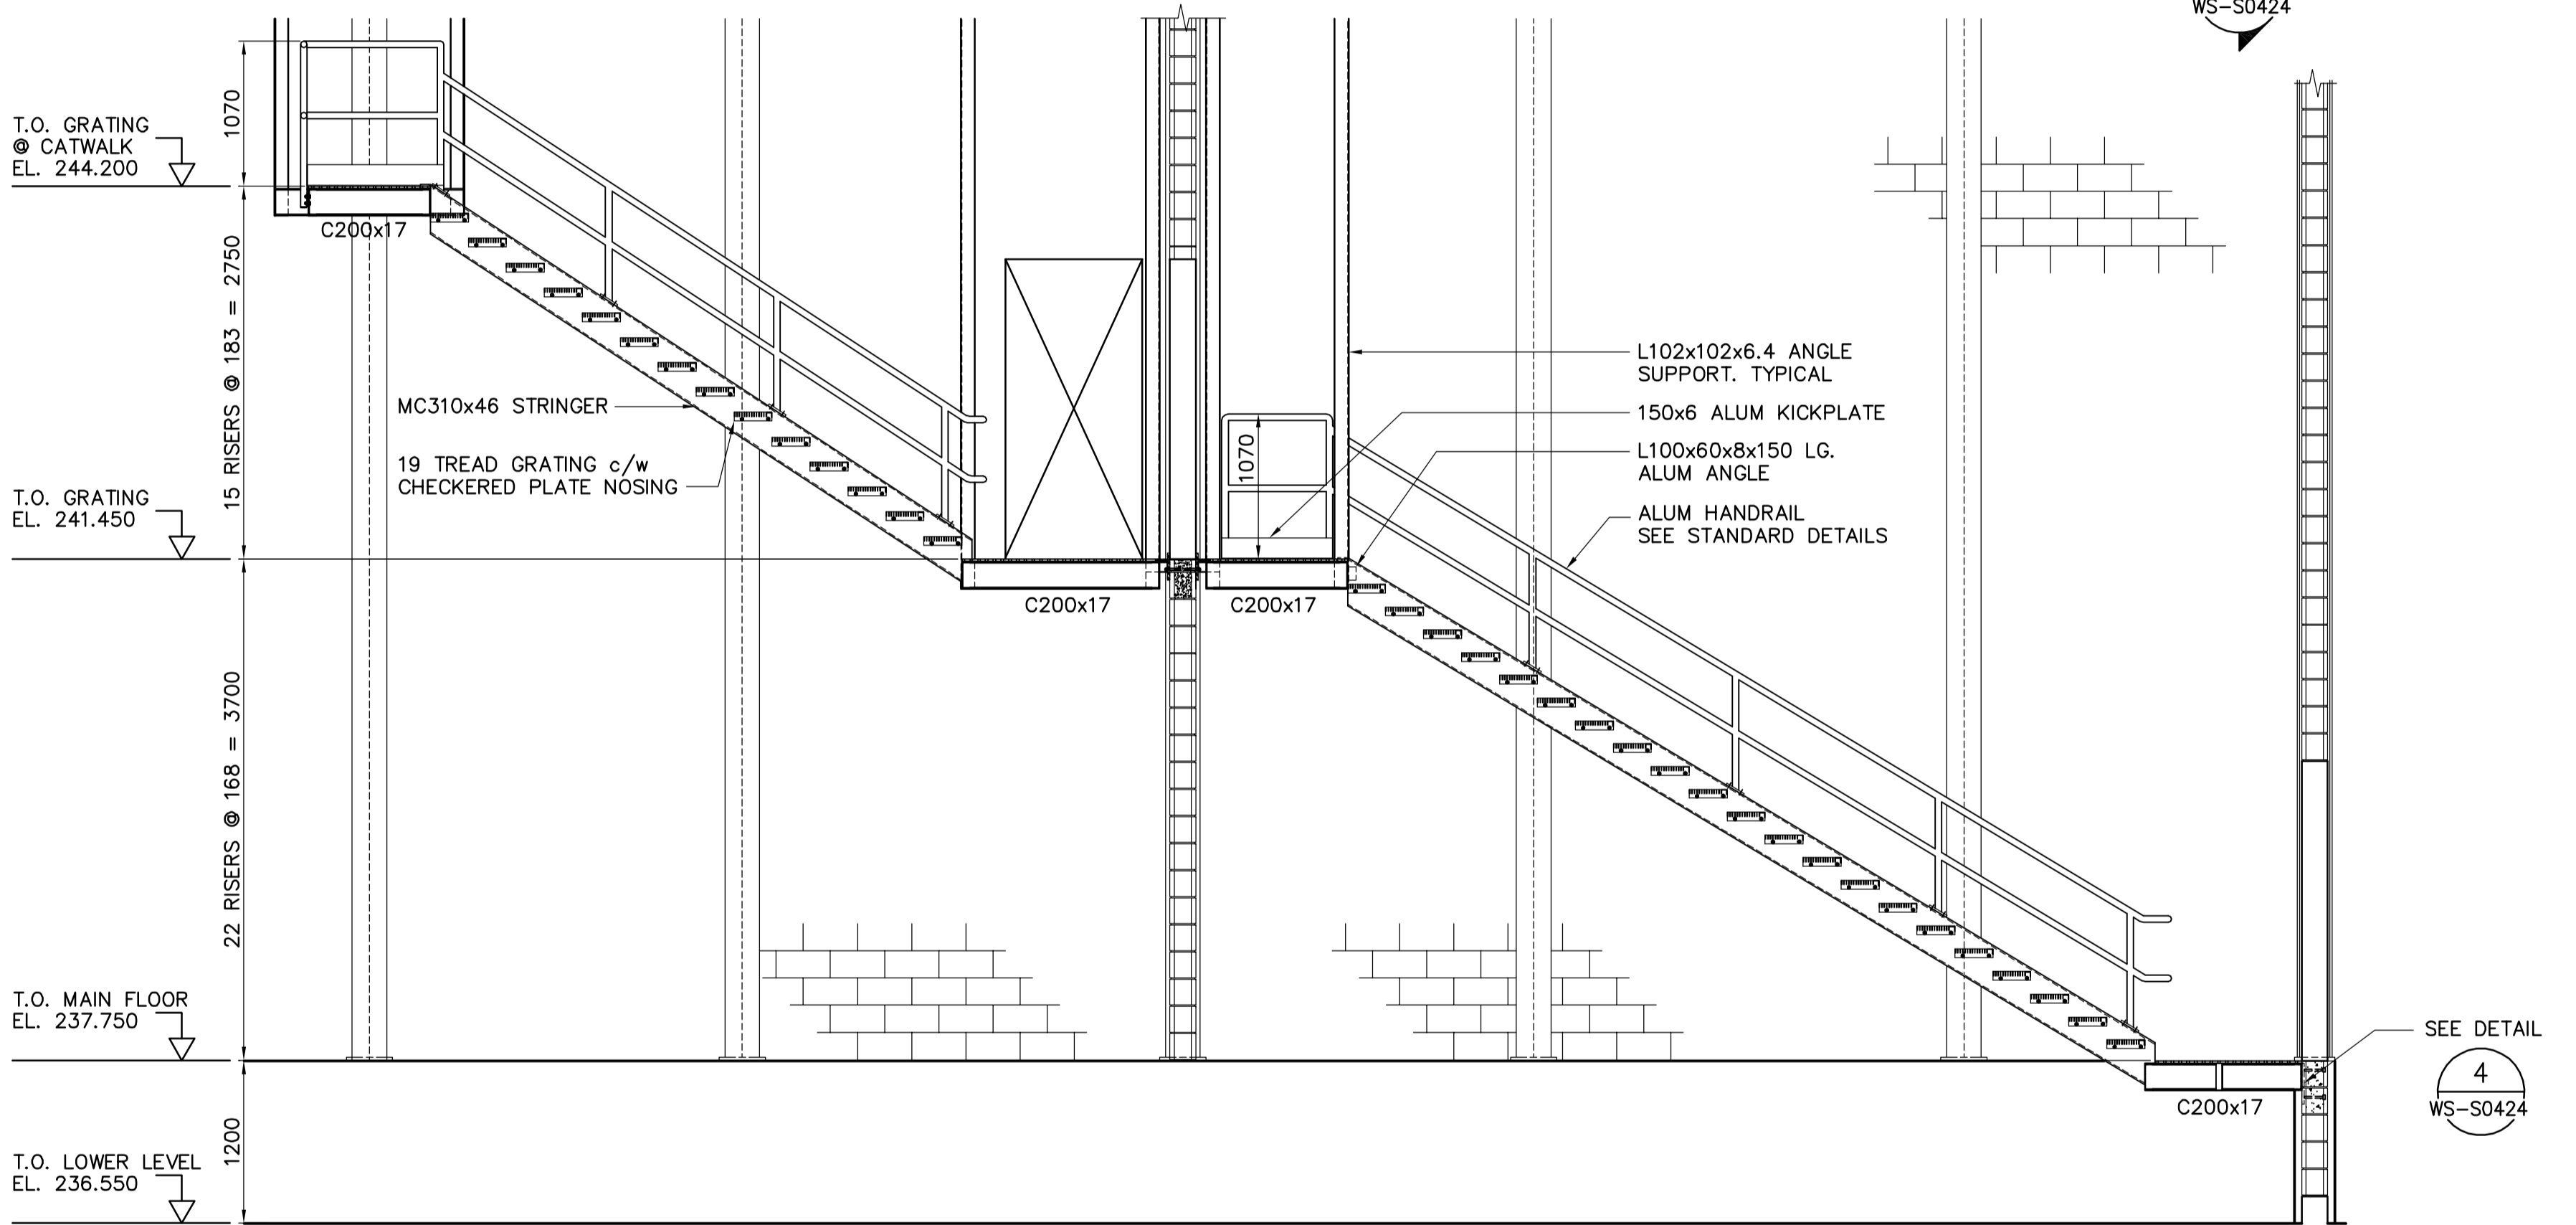 WS-S0424
T.O. GRATING
@ CATWALK
EL. 244.200
1070
C200x17
15 RISERS @ 183 = 2750
MC310x46 STRINGER
19 TREAD GRATING c/w
CHECKERED PLATE NOSING
T.O. GRATING
EL. 241.450
C200x17
C200x17
1070
L102x102x6.4 ANGLE
SUPPORT. TYPICAL
150x6 ALUM KICKPLATE
L100x60x8x150 LG.
ALUM ANGLE
ALUM HANDRAIL
SEE STANDARD DETAILS
22 RISERS @ 168 = 3700
T.O. MAIN FLOOR
EL. 237.750
1200
T.O. LOWER LEVEL
EL. 236.550
C200x17
SEE DETAIL
4
WS-S0424